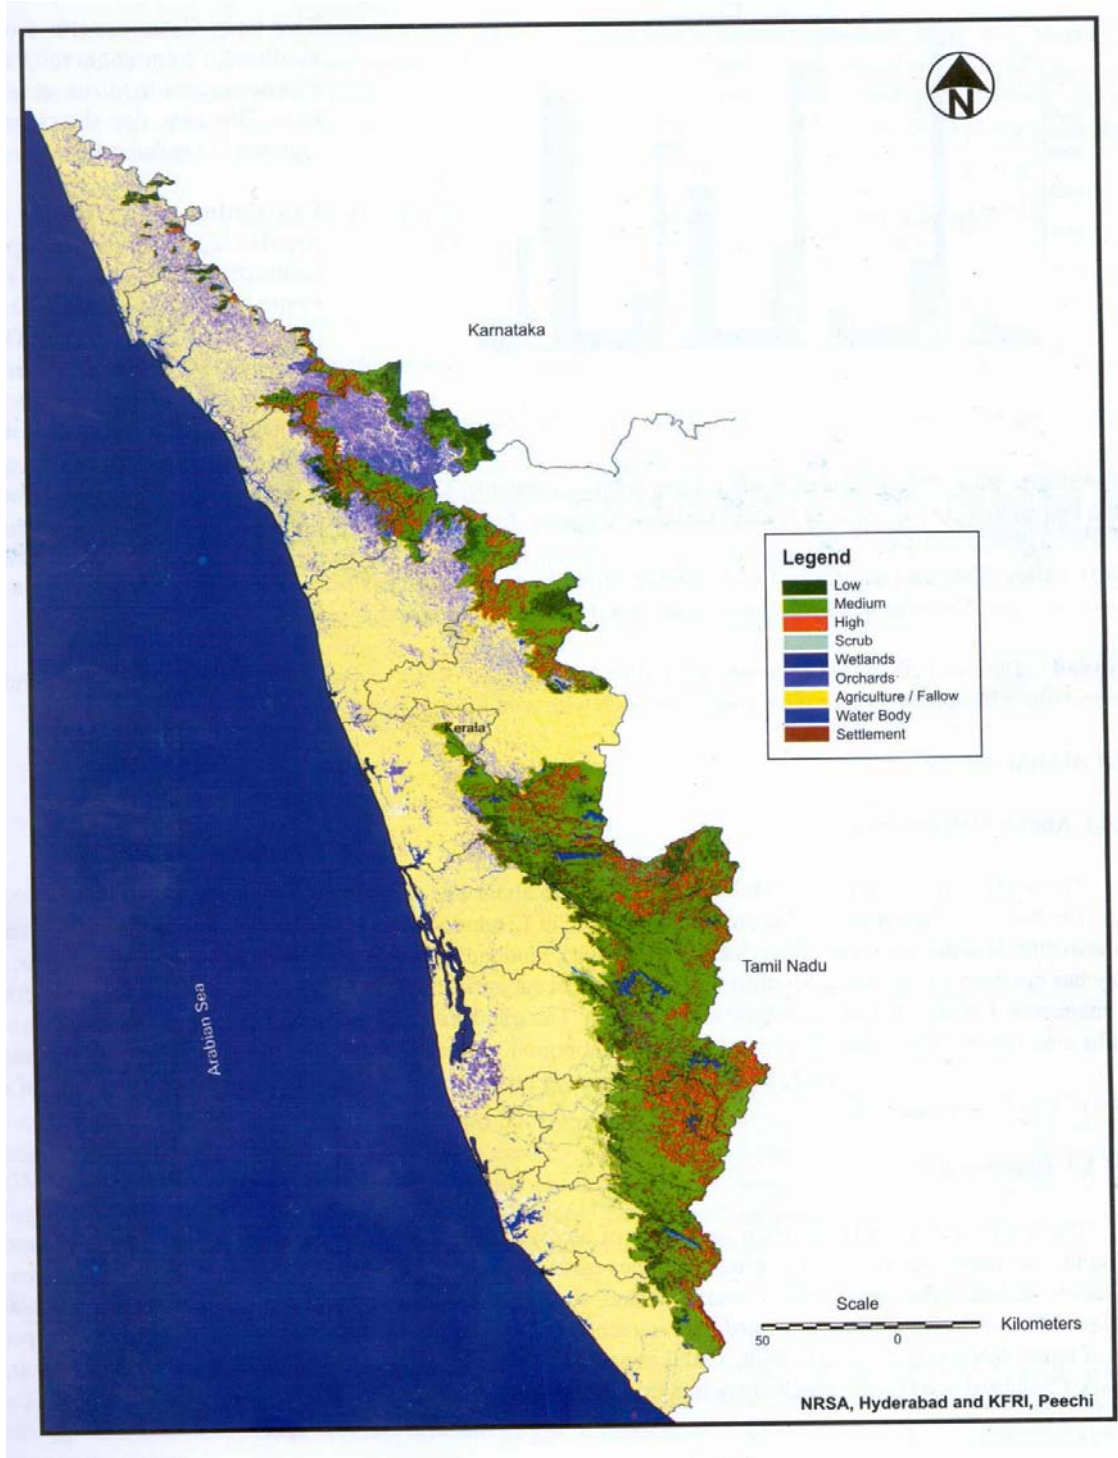 N
Karnataka
Legend
Low
Medium
High
Scrub
Wetlands
Orchards
Agriculture / Fallow
Water Body
Settlement
Kerala
Tamil Nadu
Arabian Sea
Scale
Kilometers
50 0
NRSA, Hyderabad and KFRI, Peechi